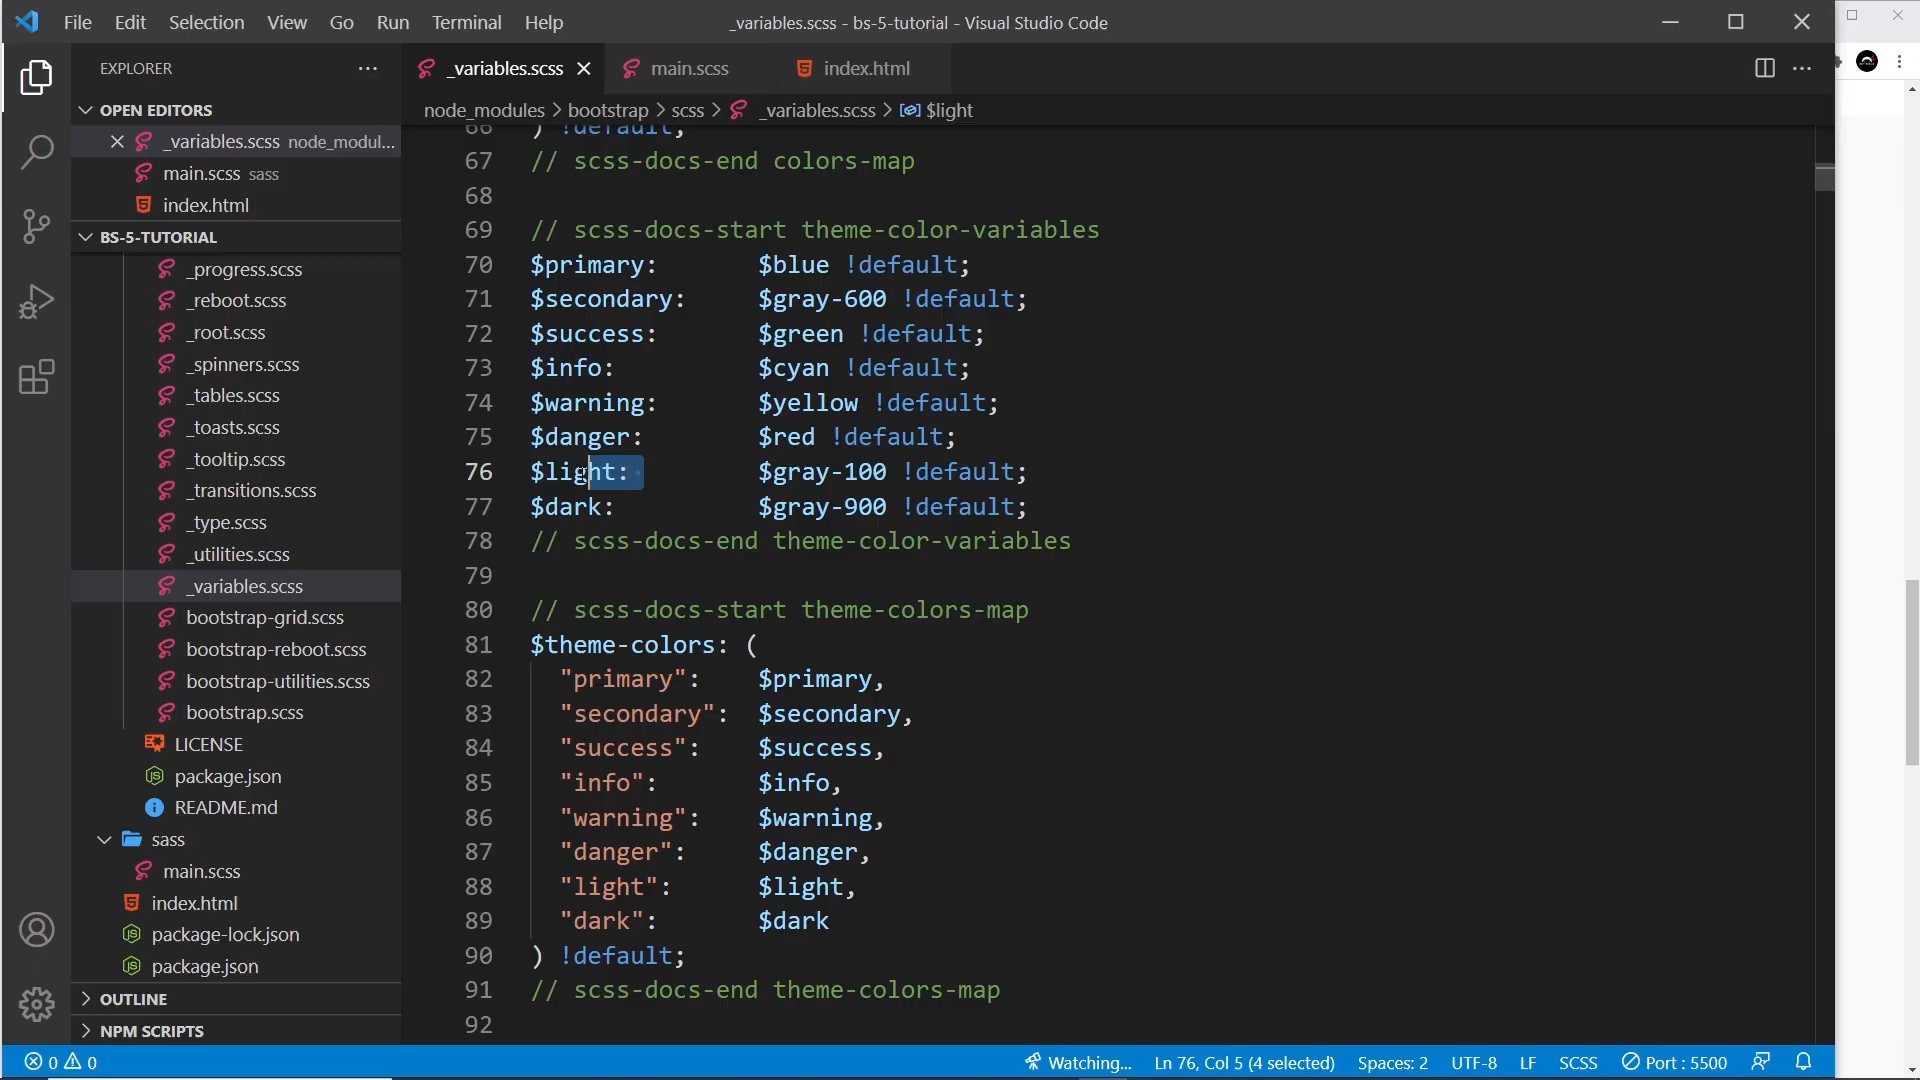 File Edit Selection View Go Run Terminal Help
_variables.scss - bs-5-tutorial - Visual Studio Code
EXPLORER
OPEN EDITORS
_variables.scss node_modul...
main.scss sass
index.html
BS-5-TUTORIAL
_progress.scss
_reboot.scss
_root.scss
_spinners.scss
_tables.scss
_toasts.scss
_tooltip.scss
_transitions.scss
_type.scss
_utilities.scss
_variables.scss
bootstrap-grid.scss
bootstrap-reboot.scss
bootstrap-utilities.scss
bootstrap.scss
LICENSE
package.json
README.md
sass
main.scss
index.html
package-lock.json
package.json
OUTLINE
NPM SCRIPTS
_variables.scss main.scss index.html
node_modules > bootstrap > scss > _variables.scss > $light
66 ) !default;
67 // scss-docs-end colors-map
68
69 // scss-docs-start theme-color-variables
70 $primary: $blue !default;
71 $secondary: $gray-600 !default;
72 $success: $green !default;
73 $info: $cyan !default;
74 $warning: $yellow !default;
75 $danger: $red !default;
76 $light: $gray-100 !default;
77 $dark: $gray-900 !default;
78 // scss-docs-end theme-color-variables
79
80 // scss-docs-start theme-colors-map
81 $theme-colors: (
82 "primary": $primary,
83 "secondary": $secondary,
84 "success": $success,
85 "info": $info,
86 "warning": $warning,
87 "danger": $danger,
88 "light": $light,
89 "dark": $dark
90 ) !default;
91 // scss-docs-end theme-colors-map
92
0 0 Watching... Ln 76, Col 5 (4 selected) Spaces: 2 UTF-8 LF SCSS Port : 5500